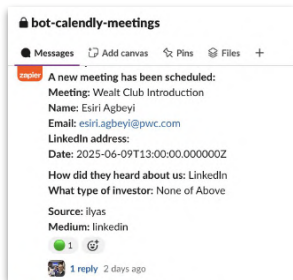 bot-calendly-meetings
Messages Add canvas Pins Files +
zapier
A new meeting has been scheduled:
Meeting: Wealt Club Introduction
Name: Esiri Agbeyi
Email: esiri.agbeyi@pwc.com
LinkedIn address:
Date: 2025-06-09T13:00:00.000000Z
How did they heard about us: LinkedIn
What type of investor: None of Above
Source: ilyas
Medium: linkedin
1
1 reply 2 days ago